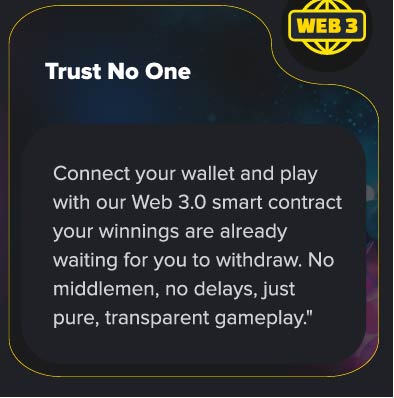 WEB 3
Trust No One
Connect your wallet and play
with our Web 3.0 smart contract
your winnings are already
waiting for you to withdraw. No
middlemen, no delays, just
pure, transparent gameplay."